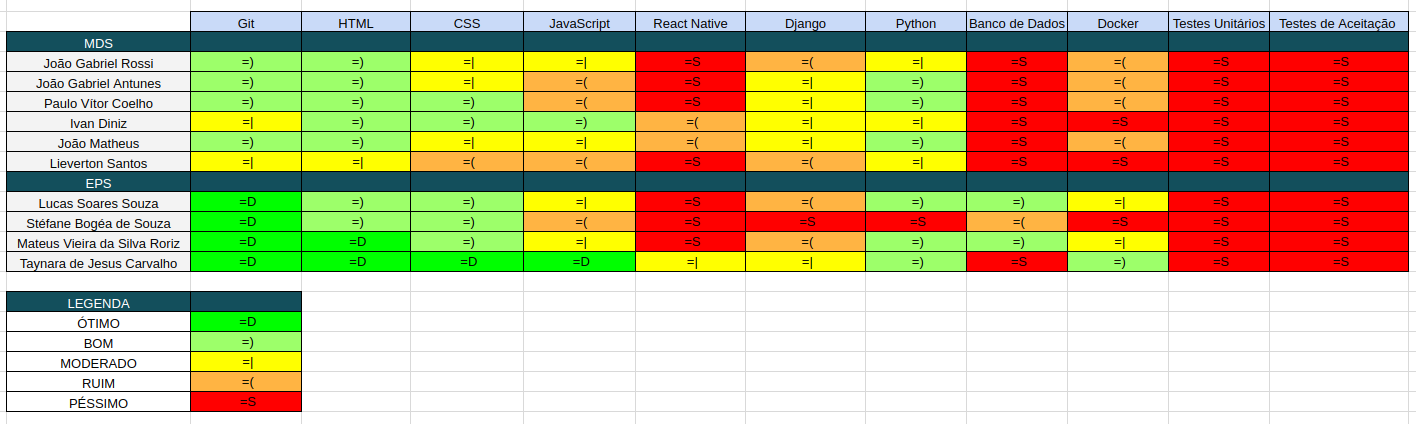 Git HTML CSS JavaScript React Native Django Python Banco de Dados Docker Testes Unitários Testes de Aceitação
MDS
João Gabriel Rossi =) =) =| =| =S =( =| =S =( =S =S
João Gabriel Antunes =) =) =| =( =S =| =) =S =( =S =S
Paulo Vítor Coelho =) =) =) =( =S =| =) =S =( =S =S
Ivan Diniz =| =) =) =) =( =| =| =S =S =S =S
João Matheus =) =) =| =| =( =| =) =S =( =S =S
Lieverton Santos =| =| =( =( =S =( =| =S =S =S =S
EPS
Lucas Soares Souza =D =) =) =| =S =( =) =) =| =S =S
Stéfane Bogéa de Souza =D =) =) =( =S =S =S =( =S =S =S
Mateus Vieira da Silva Roriz =D =D =) =| =S =( =) =) =| =S =S
Taynara de Jesus Carvalho =D =D =D =D =| =| =) =S =) =S =S
LEGENDA
ÓTIMO =D
BOM =)
MODERADO =|
RUIM =(
PÉSSIMO =S